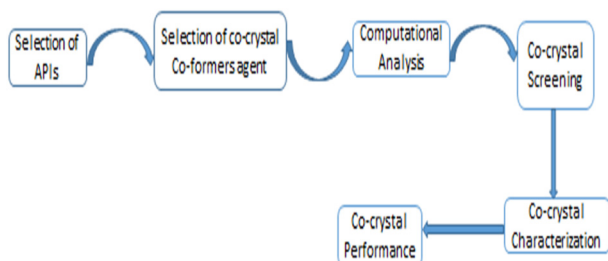 Selection of
APIs
Selection of co-crystal
Co-formers agent
Computational
Analysis
Co-crystal
Screening
Co-crystal
Characterization
Co-crystal
Performance